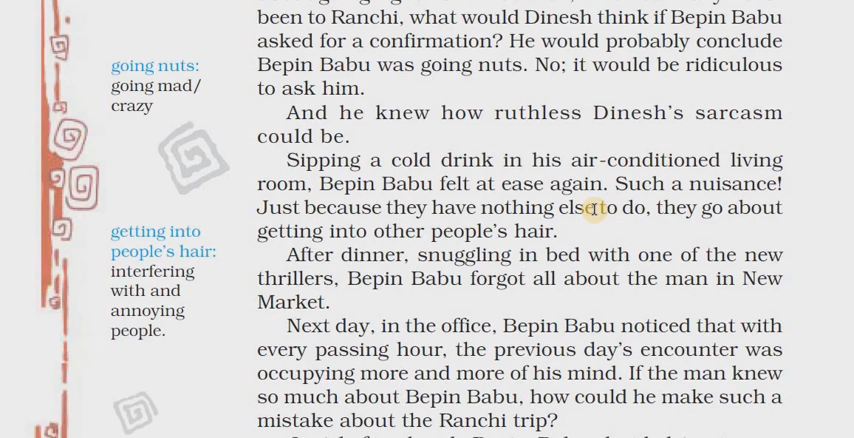 been to Ranchi, what would Dinesh think if Bepin Babu
asked for a confirmation? He would probably conclude
Bepin Babu was going nuts. No; it would be ridiculous
to ask him.
And he knew how ruthless Dinesh's sarcasm
could be.
Sipping a cold drink in his air-conditioned living
room, Bepin Babu felt at ease again. Such a nuisance!
Just because they have nothing else to do, they go about
getting into other people's hair.
After dinner, snuggling in bed with one of the new
thrillers, Bepin Babu forgot all about the man in New
Market.
Next day, in the office, Bepin Babu noticed that with
every passing hour, the previous day's encounter was
occupying more and more of his mind. If the man knew
so much about Bepin Babu, how could he make such a
mistake about the Ranchi trip?
going nuts:
going mad/
crazy
getting into
people's hair:
interfering
with and
annoying
people.